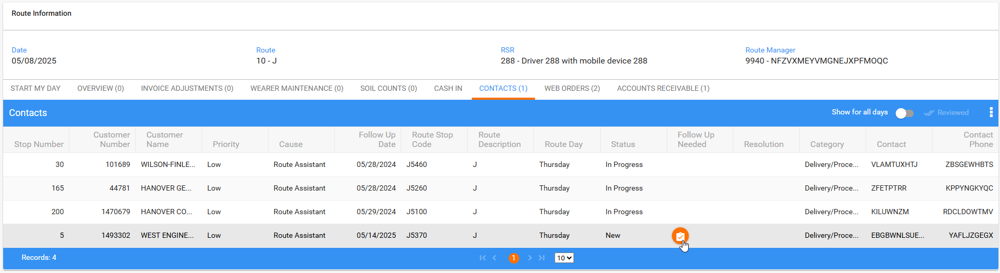 Route Information
Date Route RSR Route Manager
05/08/2025 10 - J 288 - Driver 288 with mobile device 288 9940 - NFZVXMEYVMGNEJXPFMOQC
START MY DAY OVERVIEW (0) INVOICE ADJUSTMENTS (0) WEARER MAINTENANCE (0) SOIL COUNTS (0) CASH IN CONTACTS (1) WEB ORDERS (2) ACCOUNTS RECEIVABLE (1)
Contacts Show for all days Reviewed
Stop Number Customer Number Customer Name Priority Cause Follow Up Date Route Stop Code Route Description Route Day Status Follow Up Needed Resolution Category Contact Contact Phone
30 101689 WILSON-FINLE... Low Route Assistant 05/28/2024 J5460 J Thursday In Progress Delivery/Proce... VLAMTUXHTJ ZBSGEWHBTS
165 44781 HANOVER GE... Low Route Assistant 05/28/2024 J5260 J Thursday In Progress Delivery/Proce... ZFETPTRR KPPYNGKYQC
200 1470679 HANOVER CO... Low Route Assistant 05/29/2024 J5100 J Thursday In Progress Delivery/Proce... KILUWNZM RDCLDOWTMV
5 1493302 WEST ENGINE... Low Route Assistant 05/14/2025 J5370 J Thursday New Delivery/Proce... EBGBWNLSUE... YAFLJZGEGX
Records: 4 1 10